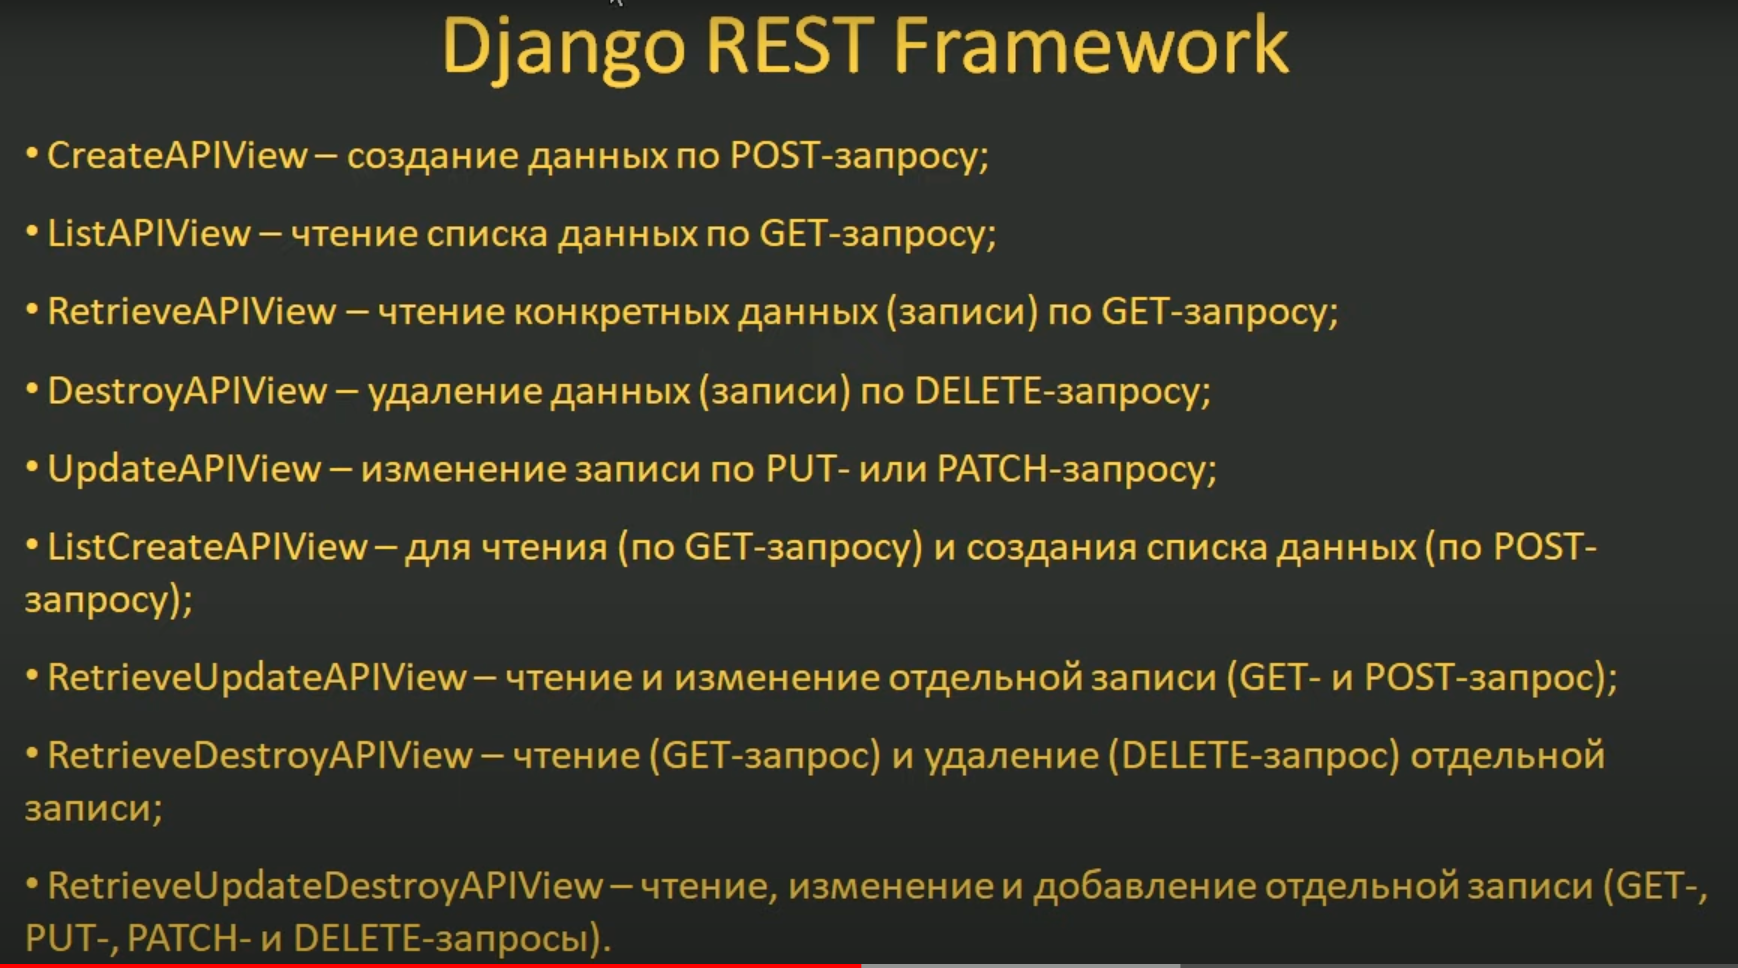 Django REST Framework
• CreateAPIView – создание данных по POST-запросу;
• ListAPIView – чтение списка данных по GET-запросу;
• RetrieveAPIView – чтение конкретных данных (записи) по GET-запросу;
• DestroyAPIView – удаление данных (записи) по DELETE-запросу;
• UpdateAPIView – изменение записи по PUT- или PATCH-запросу;
• ListCreateAPIView – для чтения (по GET-запросу) и создания списка данных (по POST-
запросу);
• RetrieveUpdateAPIView – чтение и изменение отдельной записи (GET- и POST-запрос);
• RetrieveDestroyAPIView – чтение (GET-запрос) и удаление (DELETE-запрос) отдельной
записи;
• RetrieveUpdateDestroyAPIView – чтение, изменение и добавление отдельной записи (GET-,
PUT-, PATCH- и DELETE-запросы).